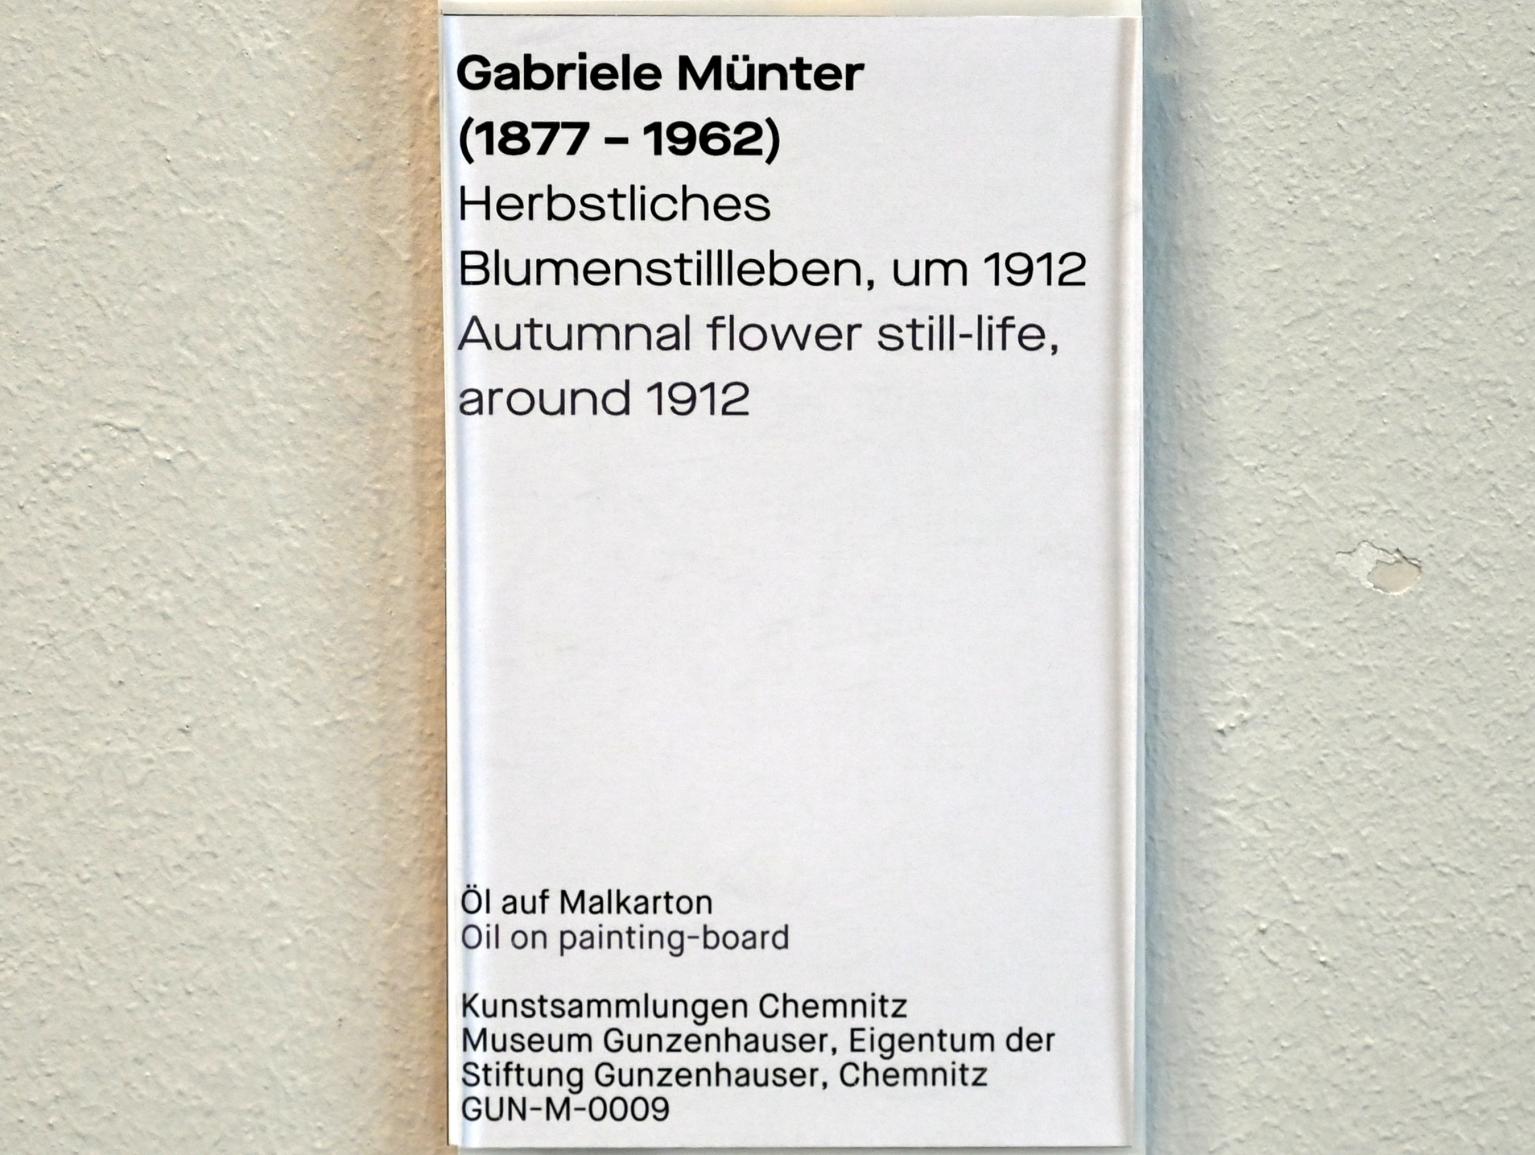 Gabriele Münter
(1877 – 1962)
Herbstliches
Blumenstillleben, um 1912
Autumnal flower still-life,
around 1912
Öl auf Malkarton
Oil on painting-board
Kunstsammlungen Chemnitz
Museum Gunzenhauser, Eigentum der
Stiftung Gunzenhauser, Chemnitz
GUN-M-0009